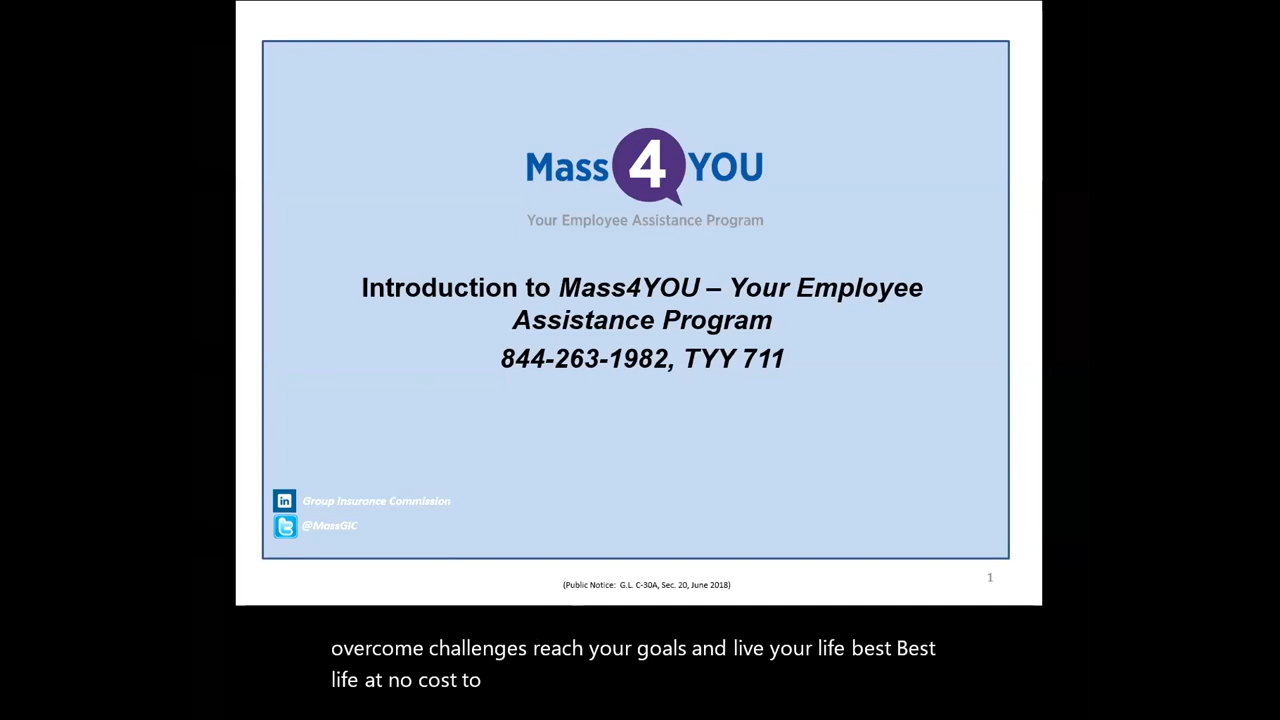 Mass 4 YOU
Your Employee Assistance Program
Introduction to Mass4YOU – Your Employee
Assistance Program
844-263-1982, TYY 711
in Group Insurance Commission
@MassGIC
(Public Notice: G.L. C-30A, Sec. 20, June 2018)
1
overcome challenges reach your goals and live your life best Best
life at no cost to